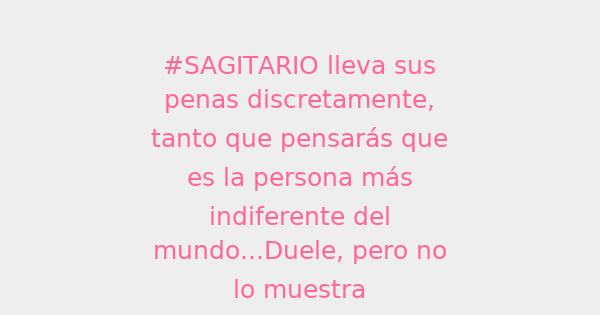 #SAGITARIO lleva sus
penas discretamente,
tanto que pensarás que
es la persona más
indiferente del
mundo...Duele, pero no
lo muestra